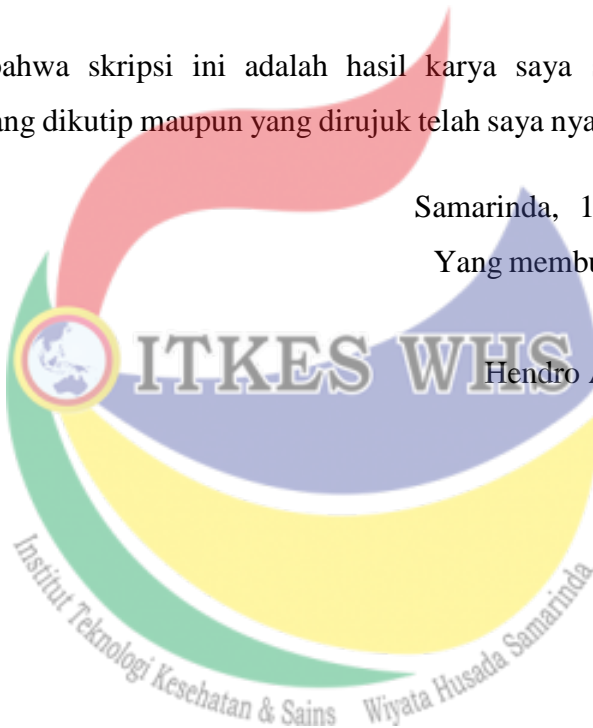 bahwa skripsi ini adalah hasil karya saya
ang dikutip maupun yang dirujuk telah saya nya
Samarinda, 1
Yang membu
ITKES WHS
Hendro A
Institut Teknologi Kesehatan & Sains Wiyata Husada Samarinda